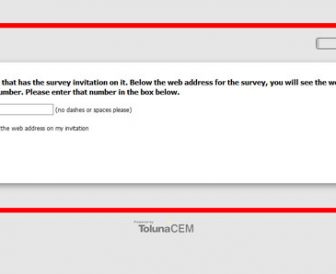 that has the survey invitation on it. Below the web address for the survey, you will see the
umber. Please enter that number in the box below.
(no dashes or spaces please)
the web address on my invitation
Powered by
TolunaCEM